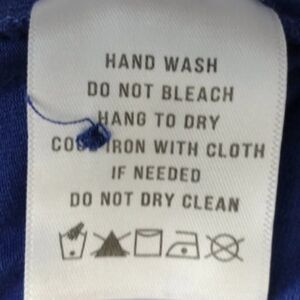 HAND WASH
DO NOT BLEACH
HANG TO DRY
COOL IRON WITH CLOTH
IF NEEDED
DO NOT DRY CLEAN